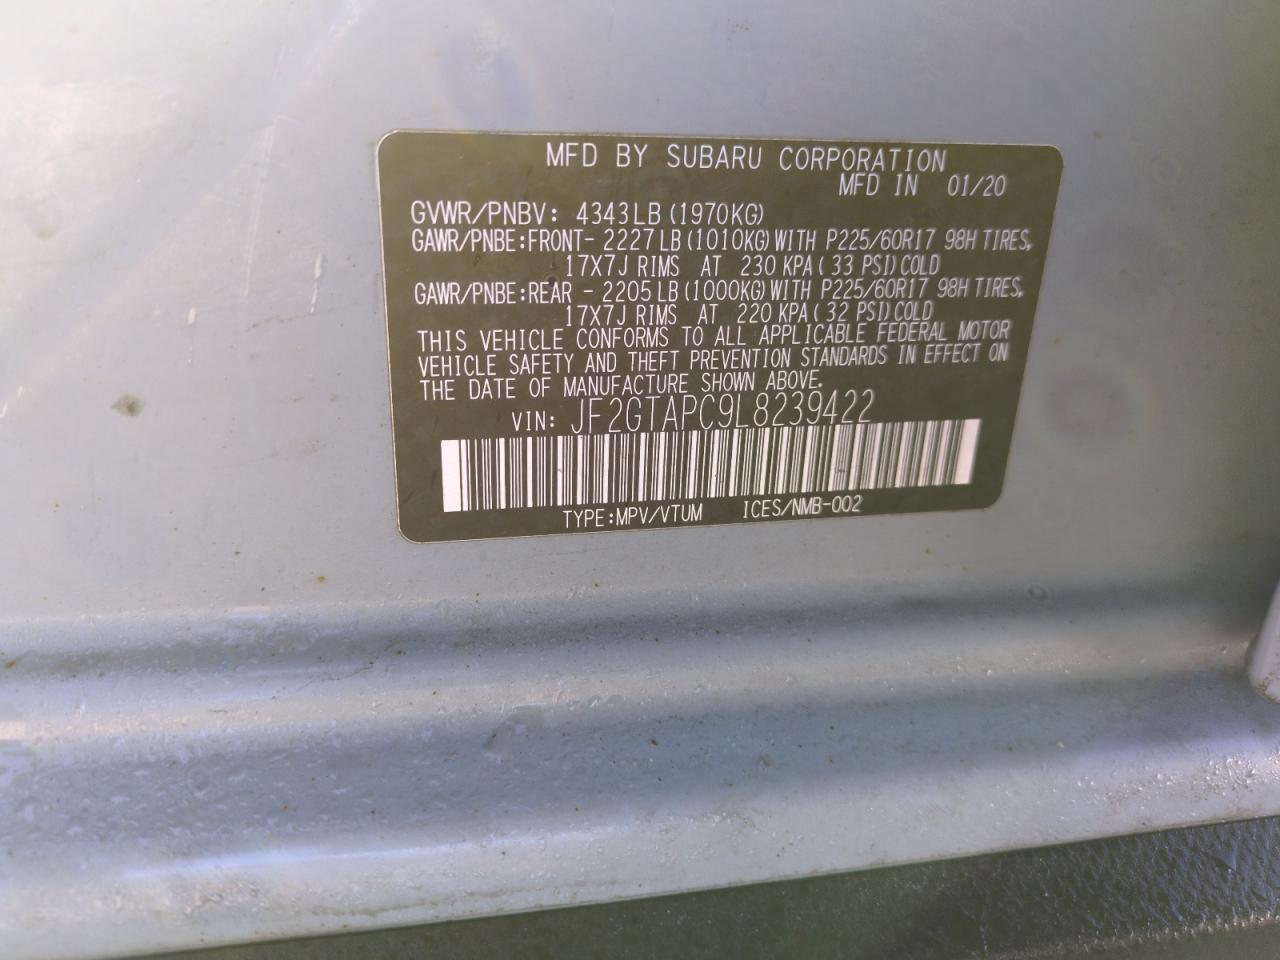 MFD BY SUBARU CORPORATION
MFD IN 01/20
GVWR/PNBV: 4343LB (1970KG)
GAWR/PNBE:FRONT- 2227 LB (1010KG) WITH P225/60R17 98H TIRES,
17X7J RIMS AT 230 KPA ( 33 PSI) COLD
GAWR/PNBE:REAR - 2205 LB (1000KG) WITH P225/60R17 98H TIRES,
17X7J RIMS AT 220 KPA ( 32 PSI) COLD
THIS VEHICLE CONFORMS TO ALL APPLICABLE FEDERAL MOTOR
VEHICLE SAFETY AND THEFT PREVENTION STANDARDS IN EFFECT ON
THE DATE OF MANUFACTURE SHOWN ABOVE.
VIN: JF2GTAPC9L8239422
TYPE:MPV/VTUM ICES/NMB-002